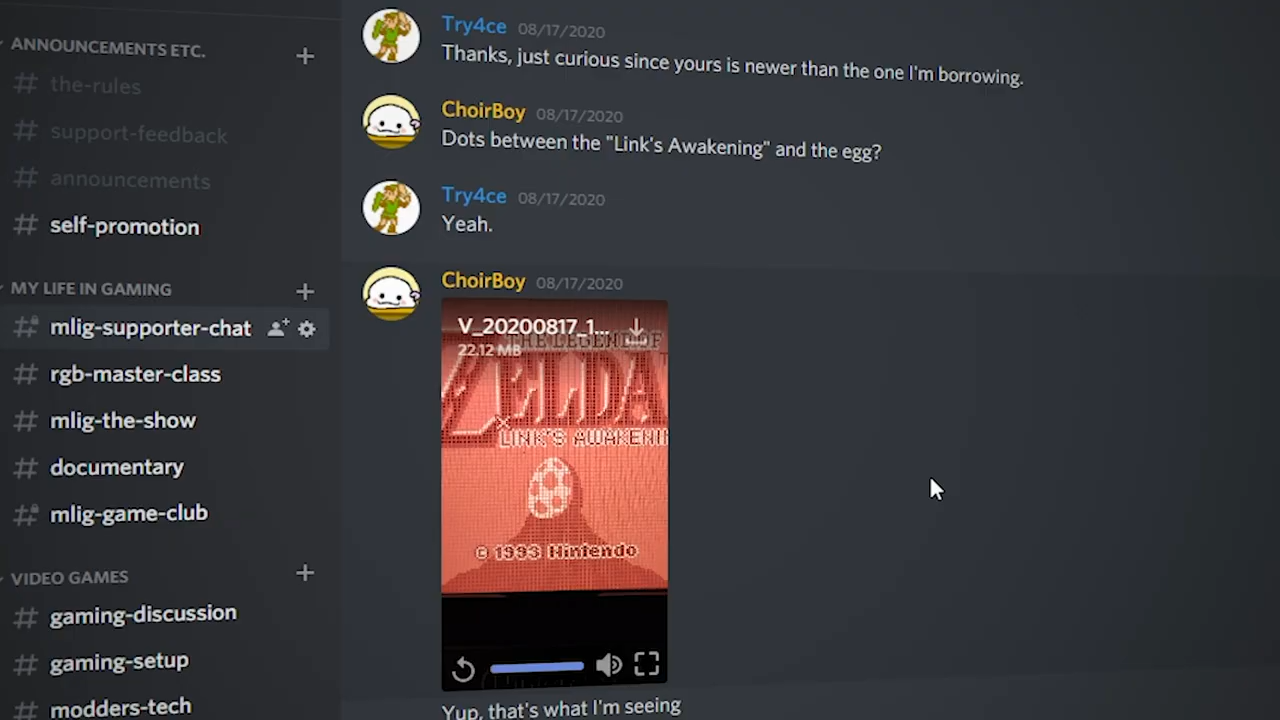 ANNOUNCEMENTS ETC.
# the-rules
# support-feedback
# announcements
# self-promotion
MY LIFE IN GAMING
# mlig-supporter-chat
# rgb-master-class
# mlig-the-show
# documentary
# mlig-game-club
VIDEO GAMES
# gaming-discussion
# gaming-setup
# modders-tech
Try4ce 08/17/2020
Thanks, just curious since yours is newer than the one I'm borrowing.
ChoirBoy 08/17/2020
Dots between the "Link's Awakening" and the egg?
Try4ce 08/17/2020
Yeah.
ChoirBoy 08/17/2020
V_20200817_1...
22.12 MB
THE LEGEND OF
ZELDA
LINK'S AWAKENIN
© 1993 Nintendo
Yup, that's what I'm seeing